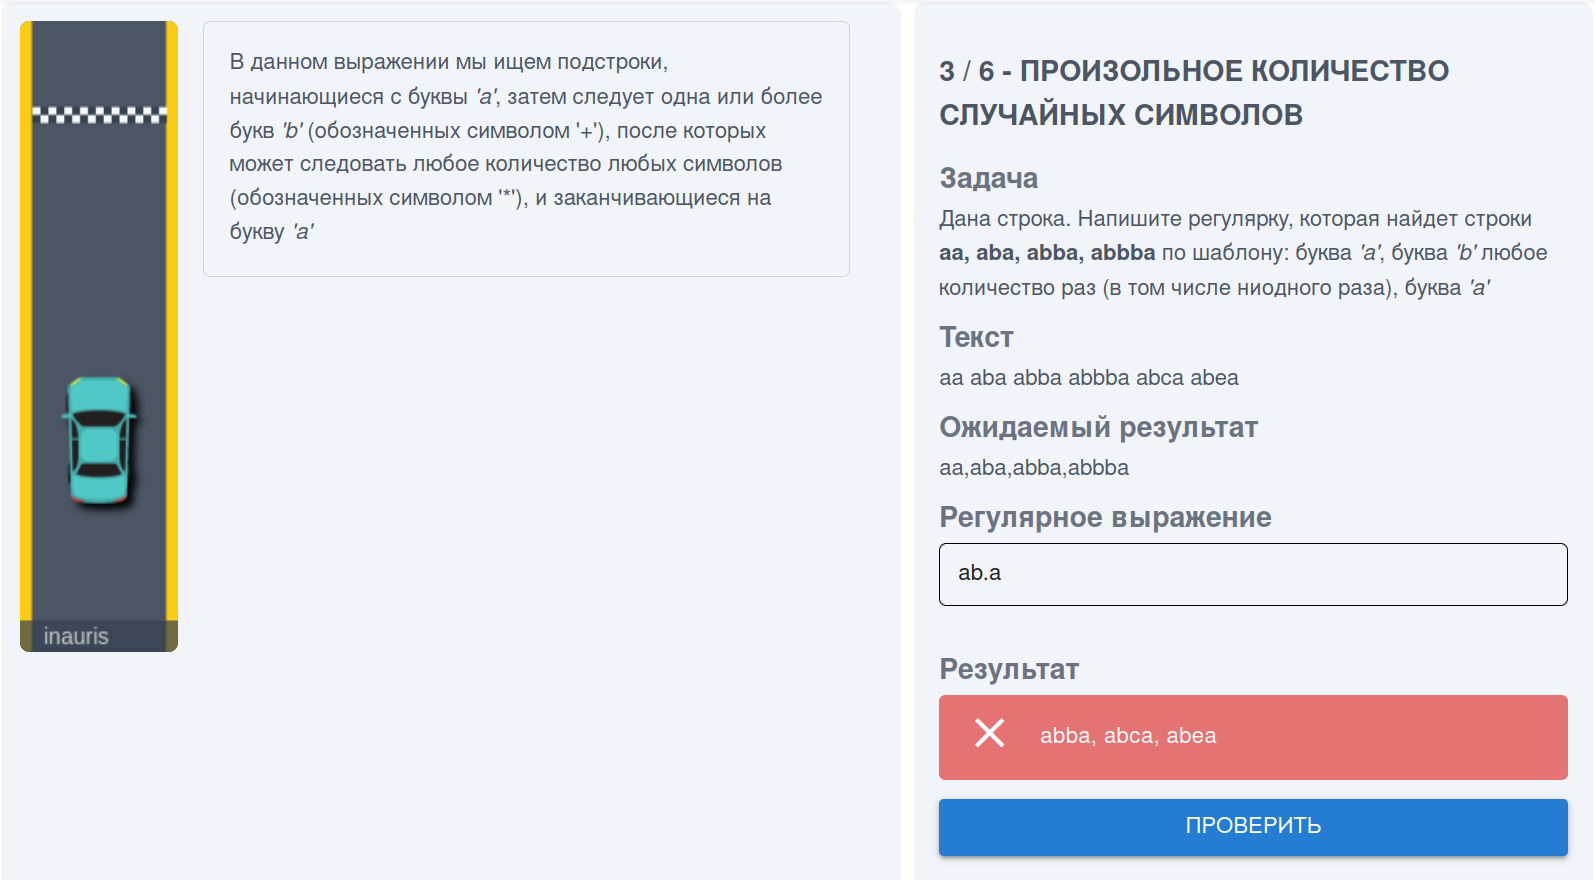 В данном выражении мы ищем подстроки,
начинающиеся с буквы 'a', затем следует одна или более
букв 'b' (обозначенных символом '+'), после которых
может следовать любое количество любых символов
(обозначенных символом '*'), и заканчивающиеся на
букву 'a'
inauris
3 / 6 - ПРОИЗОЛЬНОЕ КОЛИЧЕСТВО
СЛУЧАЙНЫХ СИМВОЛОВ
Задача
Дана строка. Напишите регулярку, которая найдет строки
aa, aba, abba, abbba по шаблону: буква 'a', буква 'b' любое
количество раз (в том числе ниодного раза), буква 'a'
Текст
aa aba abba abbba abca abea
Ожидаемый результат
aa,aba,abba,abbba
Регулярное выражение
ab.a
Результат
abba, abca, abea
ПРОВЕРИТЬ